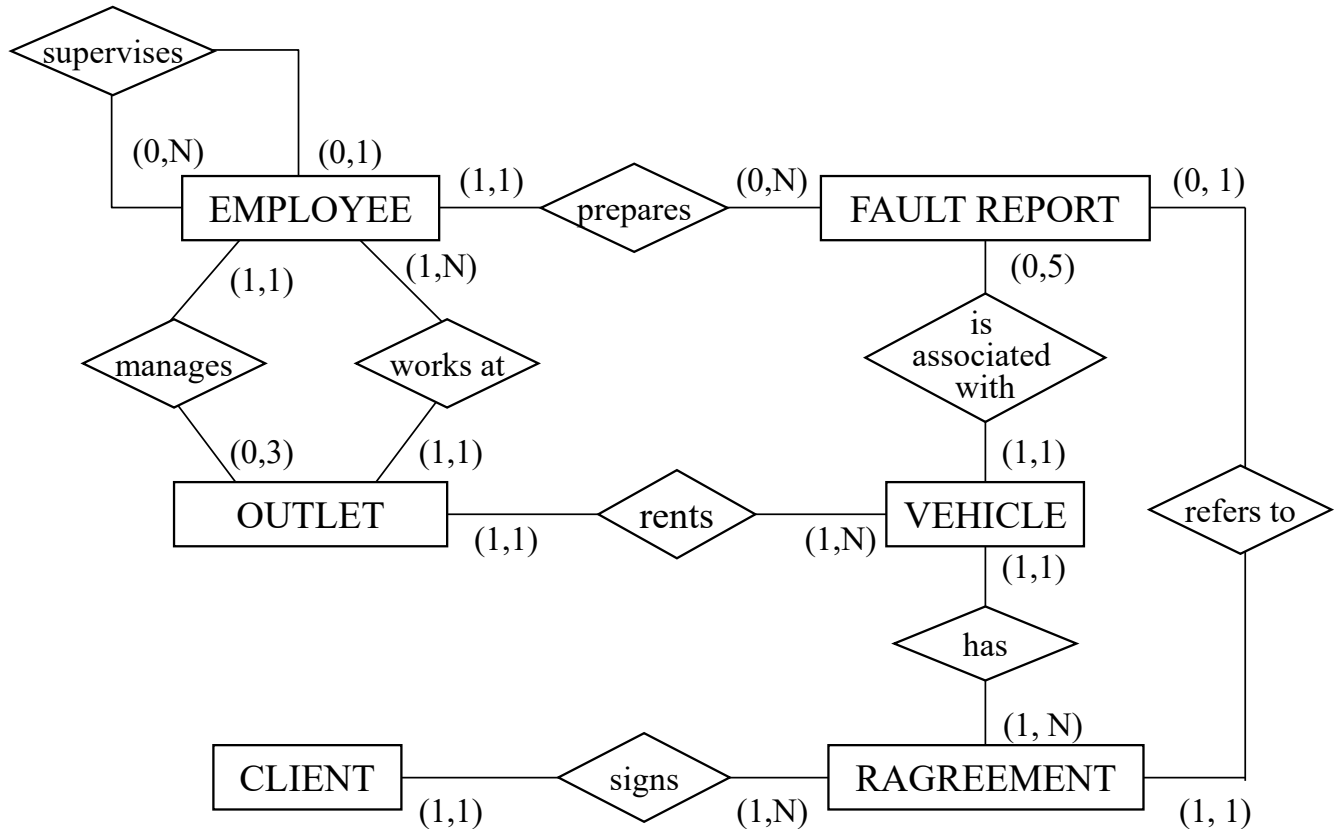 supervises
(0,N)
(0,1)
EMPLOYEE
(1,1)
prepares
(0,N)
FAULT REPORT
(0, 1)
(1,1)
(1,N)
(0,5)
manages
works at
is
associated
with
(0,3)
(1,1)
(1,1)
OUTLET
(1,1)
rents
(1,N)
VEHICLE
refers to
(1,1)
has
(1, N)
CLIENT
(1,1)
signs
(1,N)
RAGREEMENT
(1, 1)